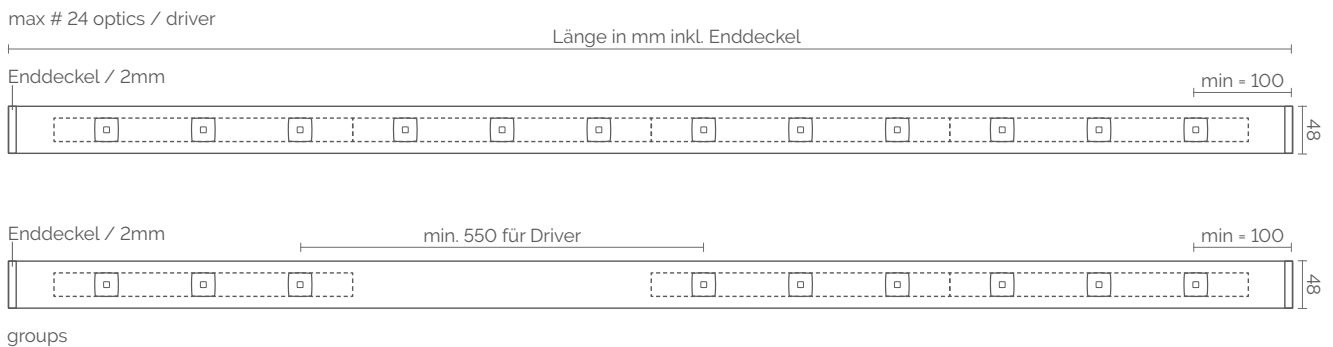 max # 24 optics / driver
Länge in mm inkl. Enddeckel
Enddeckel / 2mm
min = 100
48
Enddeckel / 2mm
min. 550 für Driver
min = 100
48
groups